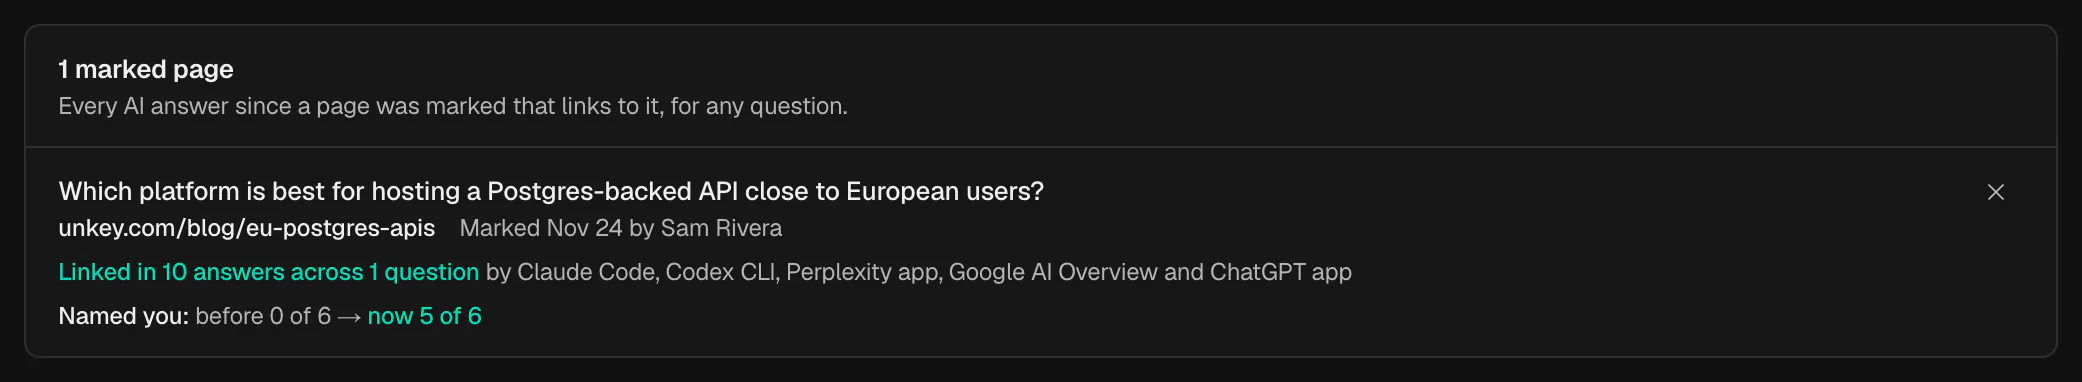 1 marked page
Every AI answer since a page was marked that links to it, for any question.
Which platform is best for hosting a Postgres-backed API close to European users?
unkey.com/blog/eu-postgres-apis Marked Nov 24 by Sam Rivera
Linked in 10 answers across 1 question by Claude Code, Codex CLI, Perplexity app, Google AI Overview and ChatGPT app
Named you: before 0 of 6 → now 5 of 6